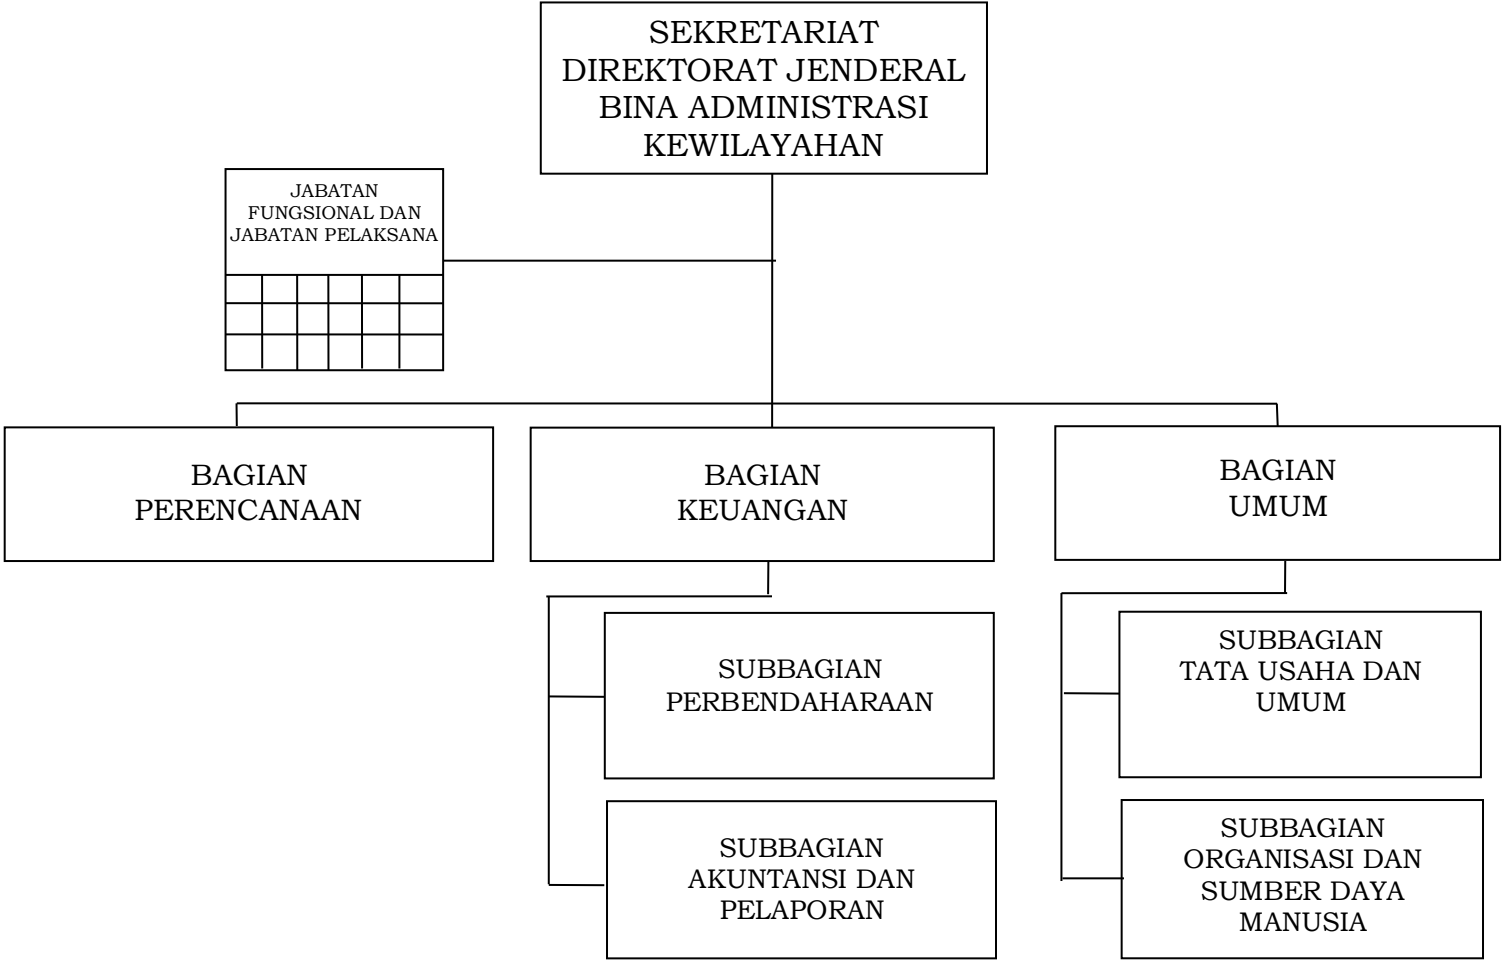 SEKRETARIAT
DIREKTORAT JENDERAL
BINA ADMINISTRASI
KEWILAYAHAN
JABATAN
FUNGSIONAL DAN
JABATAN PELAKSANA
BAGIAN
PERENCANAAN
BAGIAN
KEUANGAN
BAGIAN
UMUM
SUBBAGIAN
PERBENDAHARAAN
SUBBAGIAN
TATA USAHA DAN
UMUM
SUBBAGIAN
AKUNTANSI DAN
PELAPORAN
SUBBAGIAN
ORGANISASI DAN
SUMBER DAYA
MANUSIA